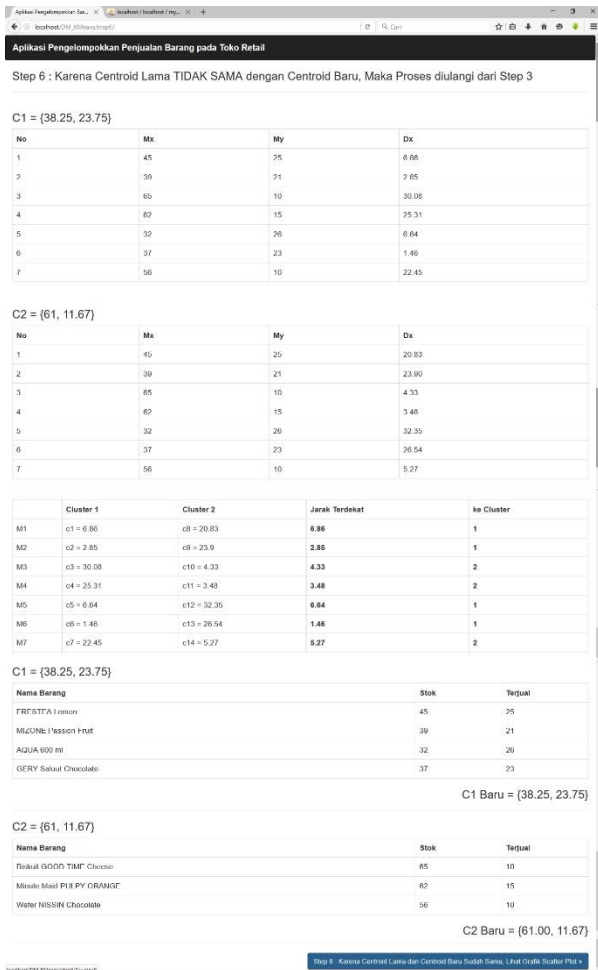 Aplikasi Pengelompokkan Bar...
localhost / localhost / my...
localhost/DM_KMeans/step6/
Cari
Aplikasi Pengelompokkan Penjualan Barang pada Toko Retail
Step 6 : Karena Centroid Lama TIDAK SAMA dengan Centroid Baru, Maka Proses diulangi dari Step 3
C1 = {38.25, 23.75}
No Mx My Dx
1 45 25 6.86
2 39 21 2.85
3 65 10 30.08
4 62 15 25.31
5 32 26 6.64
6 37 23 1.46
7 56 10 22.45
C2 = {61, 11.67}
No Mx My Dx
1 45 25 20.83
2 39 21 23.90
3 65 10 4.33
4 62 15 3.48
5 32 26 32.35
6 37 23 26.54
7 56 10 5.27
Cluster 1 Cluster 2 Jarak Terdekat ke Cluster
M1 c1 = 6.86 c8 = 20.83 6.86 1
M2 c2 = 2.85 c9 = 23.9 2.85 1
M3 c3 = 30.08 c10 = 4.33 4.33 2
M4 c4 = 25.31 c11 = 3.48 3.48 2
M5 c5 = 6.64 c12 = 32.35 6.64 1
M6 c6 = 1.46 c13 = 26.54 1.46 1
M7 c7 = 22.45 c14 = 5.27 5.27 2
C1 = {38.25, 23.75}
Nama Barang Stok Terjual
FRESTEA Lemon 45 25
MIZONE Passion Fruit 39 21
AQUA 600 ml 32 26
GERY Saluut Chocolate 37 23
C1 Baru = {38.25, 23.75}
C2 = {61, 11.67}
Nama Barang Stok Terjual
Biskuit GOOD TIME Cheese 65 10
Minute Maid PULPY ORANGE 62 15
Wafer NISSIN Chocolate 56 10
C2 Baru = {61.00, 11.67}
Step 8 : Karena Centroid Lama dan Centroid Baru Sudah Sama, Lihat Grafik Scatter Plot »